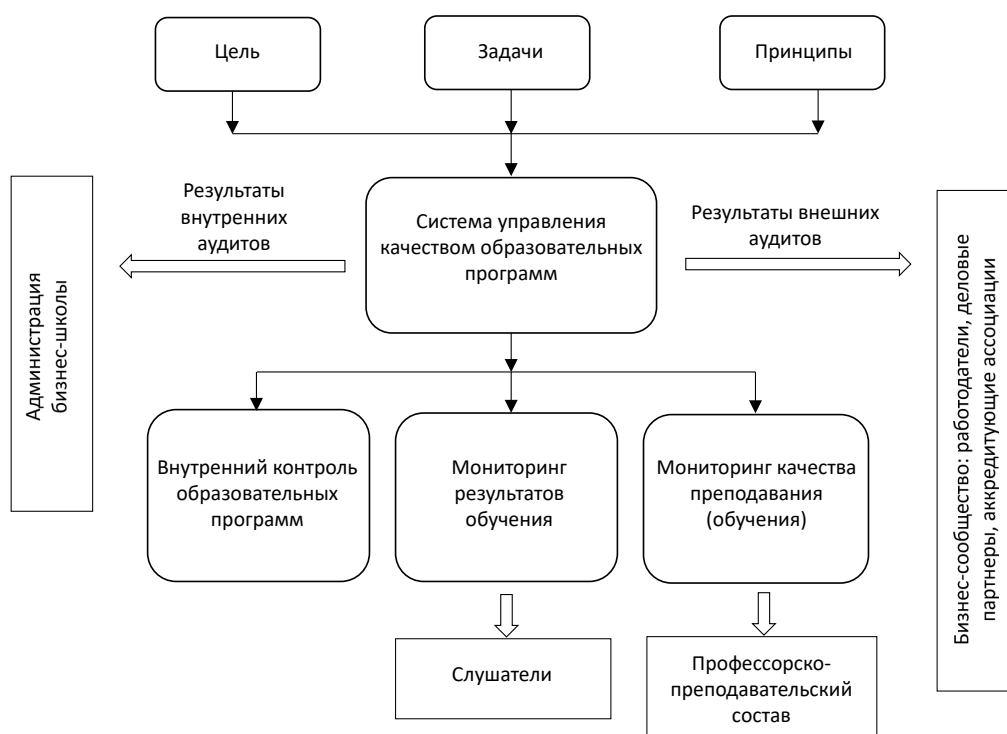 Цель
Задачи
Принципы
Администрация
бизнес-школы
Результаты
внутренних
аудитов
Система управления
качеством образовательных
программ
Результаты внешних
аудитов
Бизнес-сообщество: работодатели, деловые
партнеры, аккредитующие ассоциации
Внутренний контроль
образовательных
программ
Мониторинг
результатов
обучения
Мониторинг качества
преподавания
(обучения)
Слушатели
Профессорско-
преподавательский
состав